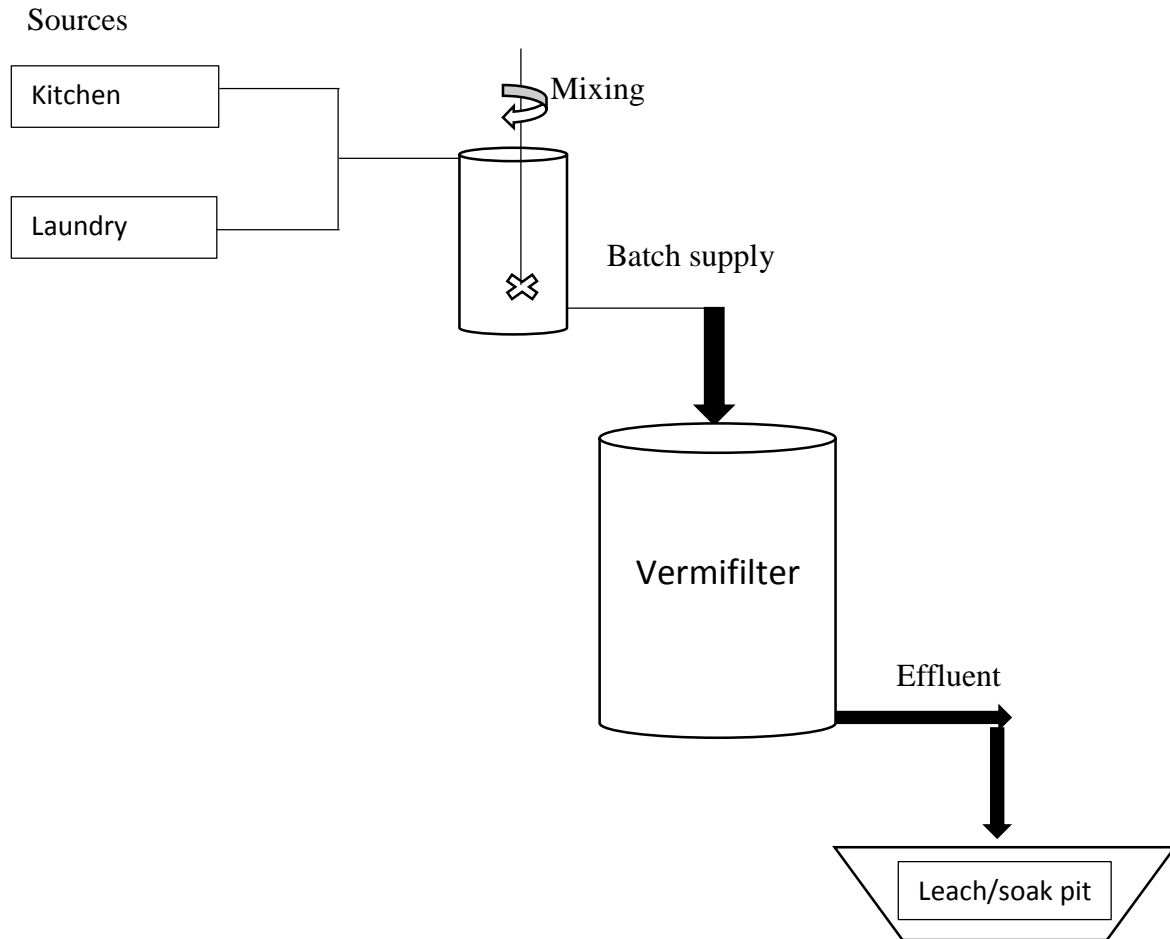 Sources
Kitchen
Mixing
Laundry
Batch supply
Vermifilter
Effluent
Leach/soak pit